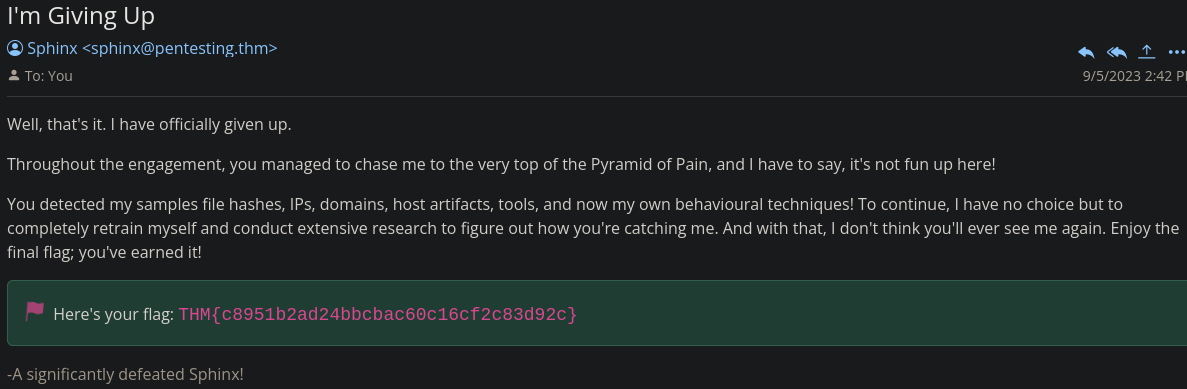 I'm Giving Up
Sphinx <sphinx@pentesting.thm>
To: You
9/5/2023 2:42 P
Well, that's it. I have officially given up.
Throughout the engagement, you managed to chase me to the very top of the Pyramid of Pain, and I have to say, it's not fun up here!
You detected my samples file hashes, IPs, domains, host artifacts, tools, and now my own behavioural techniques! To continue, I have no choice but to
completely retrain myself and conduct extensive research to figure out how you're catching me. And with that, I don't think you'll ever see me again. Enjoy the
final flag; you've earned it!
Here's your flag: THM{c8951b2ad24bbcbac60c16cf2c83d92c}
-A significantly defeated Sphinx!